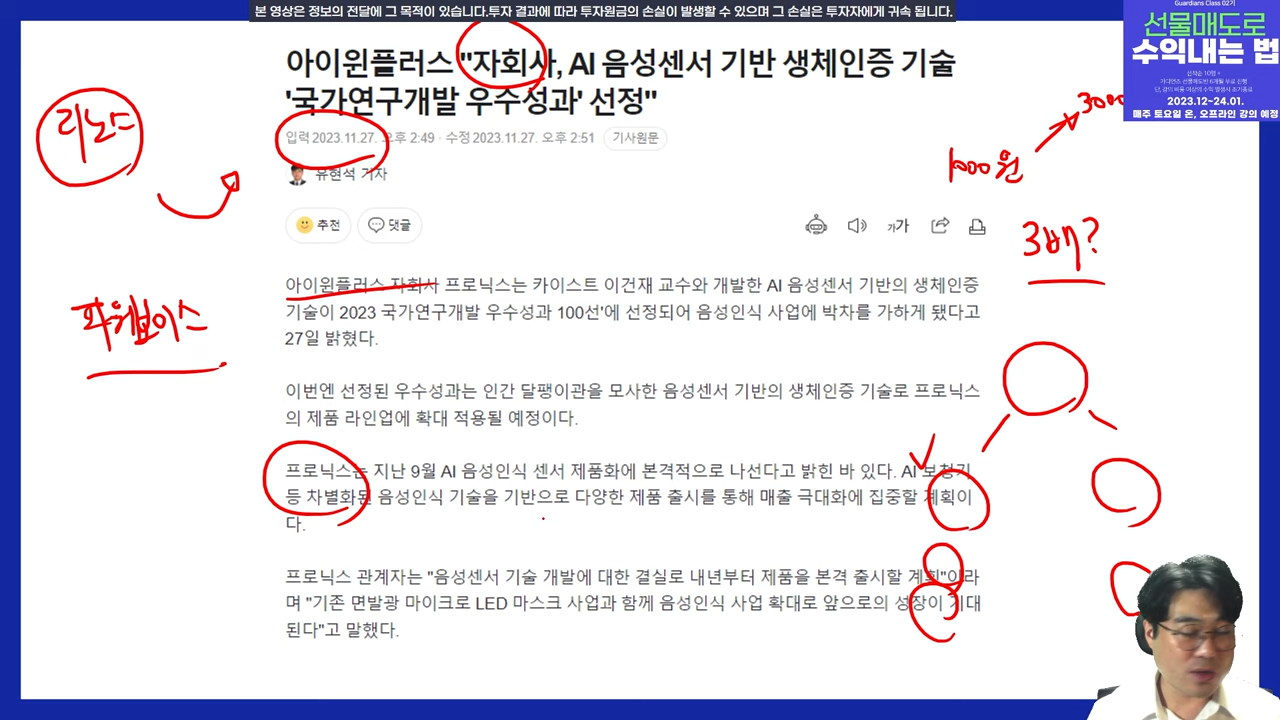 본 영상은 정보의 전달에 그 목적이 있습니다.투자 결과에 따라 투자원금의 손실이 발생할 수 있으며 그 손실은 투자자에게 귀속 됩니다.
Guardians Class 02기
선물매도로
수익내는 법
2023.12~24.01.
매주 토요일 온, 오프라인 강의 예정
아이윈플러스 "자회사, AI 음성센서 기반 생체인증 기술
'국가연구개발 우수성과' 선정"
입력 2023.11.27. 오후 2:49 · 수정 2023.11.27. 오후 2:51 기사원문
유현석 기자
추천 댓글
가가
리노스
파워보이스
1000원
3000
3배?
아이윈플러스 자회사 프로닉스는 카이스트 이건재 교수와 개발한 AI 음성센서 기반의 생체인증
기술이 2023 국가연구개발 우수성과 100선'에 선정되어 음성인식 사업에 박차를 가하게 됐다고
27일 밝혔다.
이번엔 선정된 우수성과는 인간 달팽이관을 모사한 음성센서 기반의 생체인증 기술로 프로닉스
의 제품 라인업에 확대 적용될 예정이다.
프로닉스는 지난 9월 AI 음성인식 센서 제품화에 본격적으로 나선다고 밝힌 바 있다. AI 보청기
등 차별화된 음성인식 기술을 기반으로 다양한 제품 출시를 통해 매출 극대화에 집중할 계획이
다.
프로닉스 관계자는 "음성센서 기술 개발에 대한 결실로 내년부터 제품을 본격 출시할 계획"이라
며 "기존 면발광 마이크로 LED 마스크 사업과 함께 음성인식 사업 확대로 앞으로의 성장이 기대
된다"고 말했다.